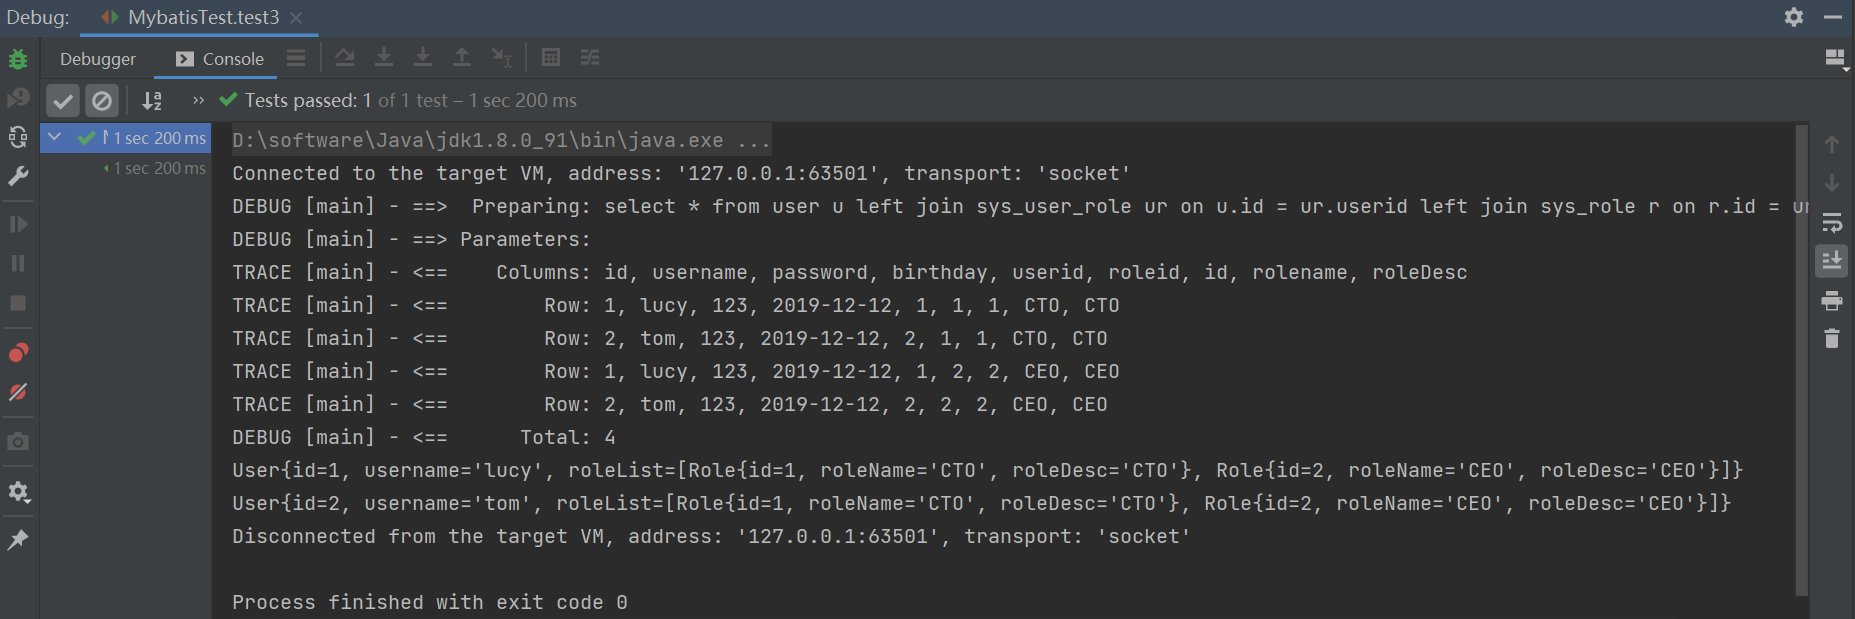 Debug: MybatisTest.test3
Debugger Console
Tests passed: 1 of 1 test – 1 sec 200 ms
1 sec 200 ms
1 sec 200 ms
D:\software\Java\jdk1.8.0_91\bin\java.exe ...
Connected to the target VM, address: '127.0.0.1:63501', transport: 'socket'
DEBUG [main] - ==>  Preparing: select * from user u left join sys_user_role ur on u.id = ur.userid left join sys_role r on r.id =
DEBUG [main] - ==> Parameters:
TRACE [main] - <==    Columns: id, username, password, birthday, userid, roleid, id, rolename, roleDesc
TRACE [main] - <==        Row: 1, lucy, 123, 2019-12-12, 1, 1, 1, CTO, CTO
TRACE [main] - <==        Row: 2, tom, 123, 2019-12-12, 2, 1, 1, CTO, CTO
TRACE [main] - <==        Row: 1, lucy, 123, 2019-12-12, 1, 2, 2, CEO, CEO
TRACE [main] - <==        Row: 2, tom, 123, 2019-12-12, 2, 2, 2, CEO, CEO
DEBUG [main] - <==      Total: 4
User{id=1, username='lucy', roleList=[Role{id=1, roleName='CTO', roleDesc='CTO'}, Role{id=2, roleName='CEO', roleDesc='CEO'}]}
User{id=2, username='tom', roleList=[Role{id=1, roleName='CTO', roleDesc='CTO'}, Role{id=2, roleName='CEO', roleDesc='CEO'}]}
Disconnected from the target VM, address: '127.0.0.1:63501', transport: 'socket'
Process finished with exit code 0